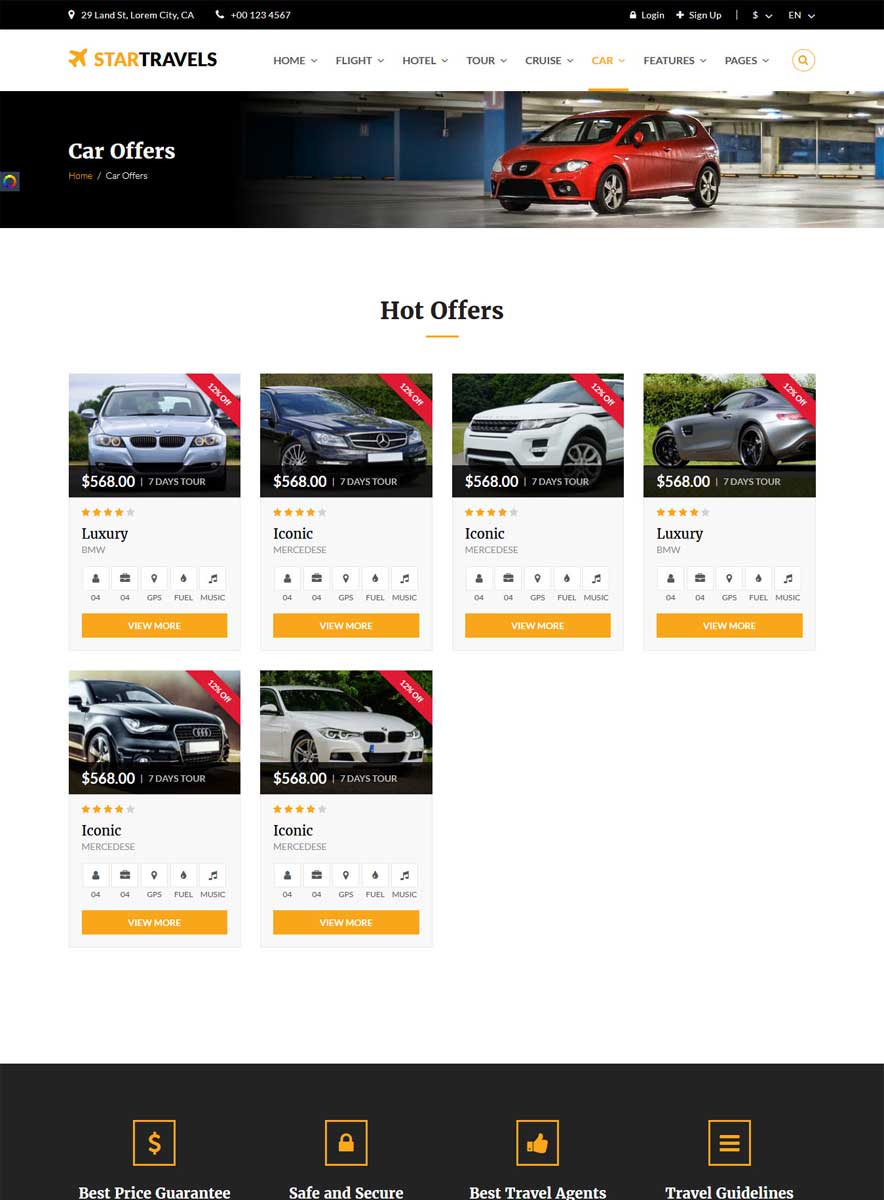 29 Land St, Lorem City, CA +00 123 4567 Login Sign Up | $ EN
STARTRAVELS HOME FLIGHT HOTEL TOUR CRUISE CAR FEATURES PAGES
Car Offers
Home / Car Offers
Hot Offers
12% Off 12% Off 12% Off 12% Off
$568.00 | 7 DAYS TOUR $568.00 | 7 DAYS TOUR $568.00 | 7 DAYS TOUR $568.00 | 7 DAYS TOUR
Luxury Iconic Iconic Luxury
BMW MERCEDESE MERCEDESE BMW
04 04 GPS FUEL MUSIC 04 04 GPS FUEL MUSIC 04 04 GPS FUEL MUSIC 04 04 GPS FUEL MUSIC
VIEW MORE VIEW MORE VIEW MORE VIEW MORE
12% Off 12% Off
$568.00 | 7 DAYS TOUR $568.00 | 7 DAYS TOUR
Iconic Iconic
MERCEDESE MERCEDESE
04 04 GPS FUEL MUSIC 04 04 GPS FUEL MUSIC
VIEW MORE VIEW MORE
$
Best Price Guarantee Safe and Secure Best Travel Agents Travel Guidelines